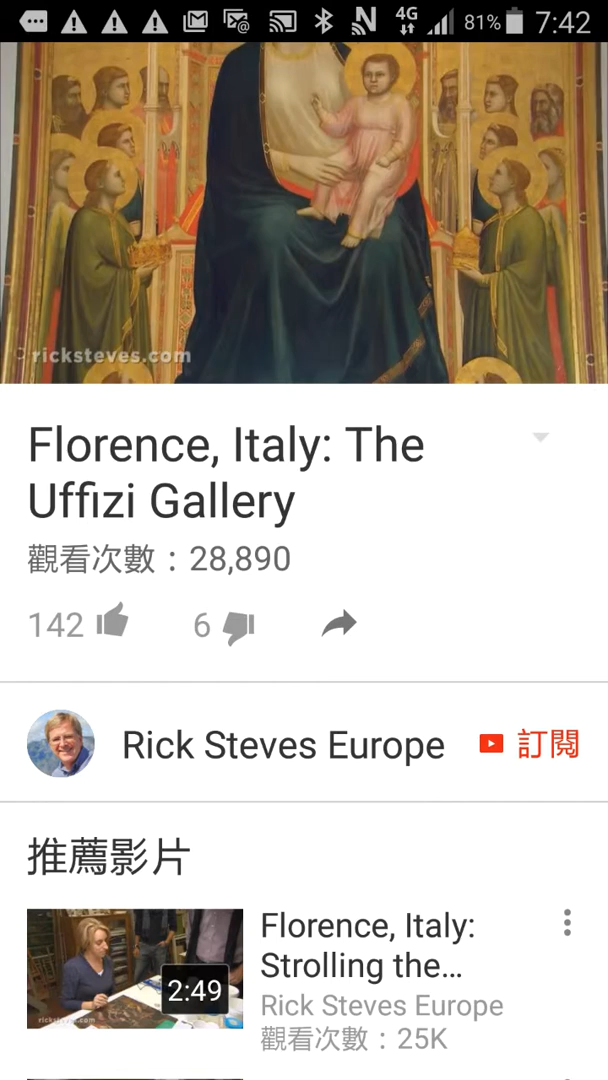 4G
81%
7:42
ricksteves.com
Florence, Italy: The
Uffizi Gallery
觀看次數：28,890
142
6
Rick Steves Europe
訂閱
推薦影片
2:49
ricksteves.com
Florence, Italy:
Strolling the...
Rick Steves Europe
觀看次數：25K